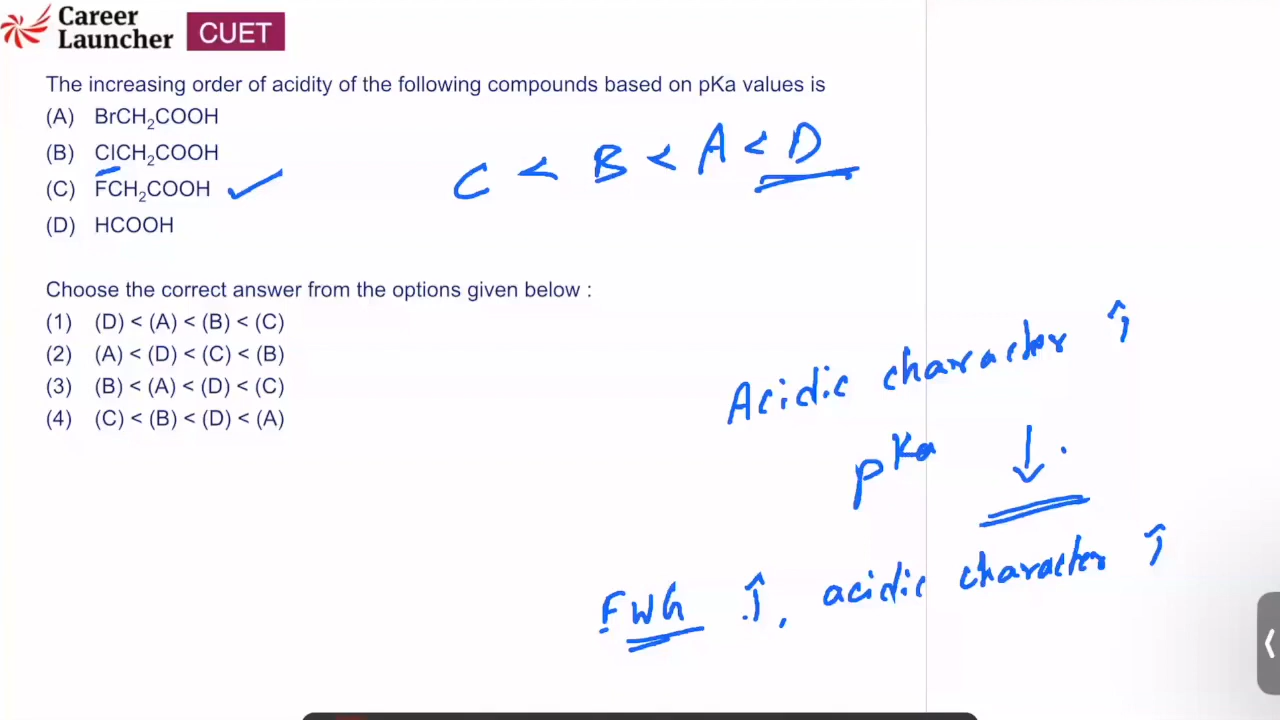 Career
Launcher
CUET
The increasing order of acidity of the following compounds based on pKa values is
(A) BrCH₂COOH
(B) ClCH₂COOH
(C) FCH₂COOH
(D) HCOOH
C < B < A < D
Choose the correct answer from the options given below :
(1) (D) < (A) < (B) < (C)
(2) (A) < (D) < (C) < (B)
(3) (B) < (A) < (D) < (C)
(4) (C) < (B) < (D) < (A)
Acidic character ↑
pKa ↓.
EWG ↑, acidic character ↑